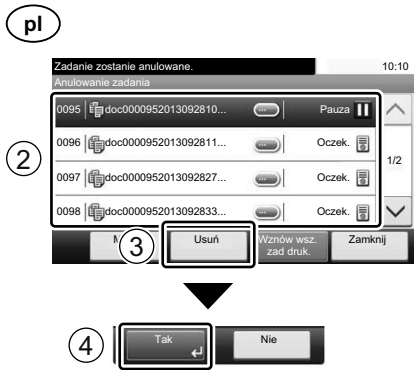 pl
Zadanie zostanie anulowane. 10:10
Anulowanie zadania
0095 doc0000952013092810... Pauza
0096 doc0000952013092811... Oczek.
1/2
0097 doc0000952013092827... Oczek.
0098 doc0000952013092833... Oczek.
2
3 Usuń Wznów wsz. zad druk. Zamknij
4 Tak Nie